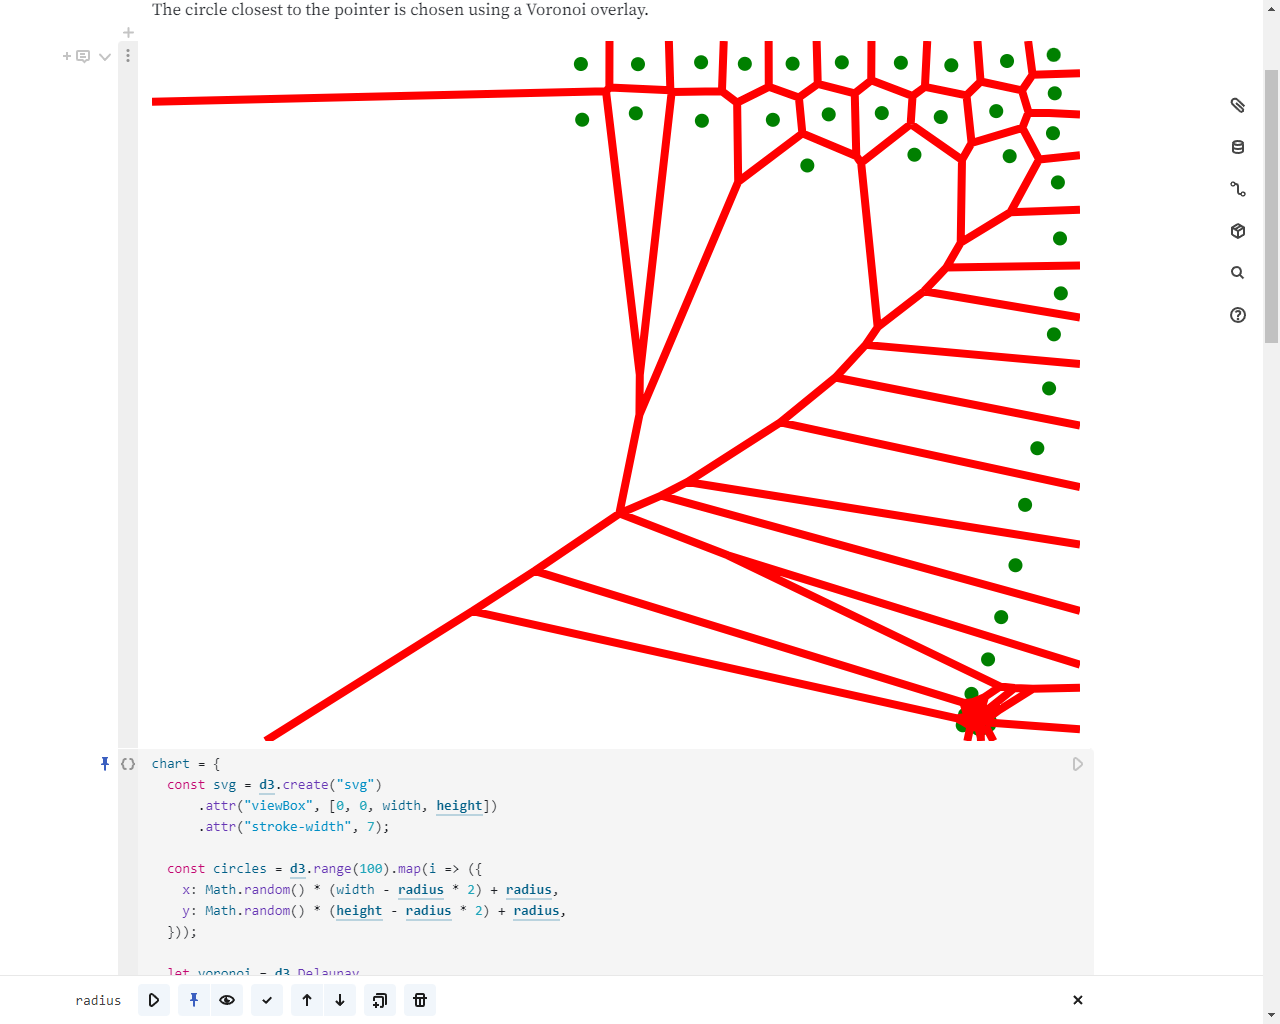 The circle closest to the pointer is chosen using a Voronoi overlay.
chart = {
  const svg = d3.create("svg")
      .attr("viewBox", [0, 0, width, height])
      .attr("stroke-width", 7);
  const circles = d3.range(100).map(i => ({
    x: Math.random() * (width - radius * 2) + radius,
    y: Math.random() * (height - radius * 2) + radius,
  }));
  let voronoi = d3.Delaunay
radius